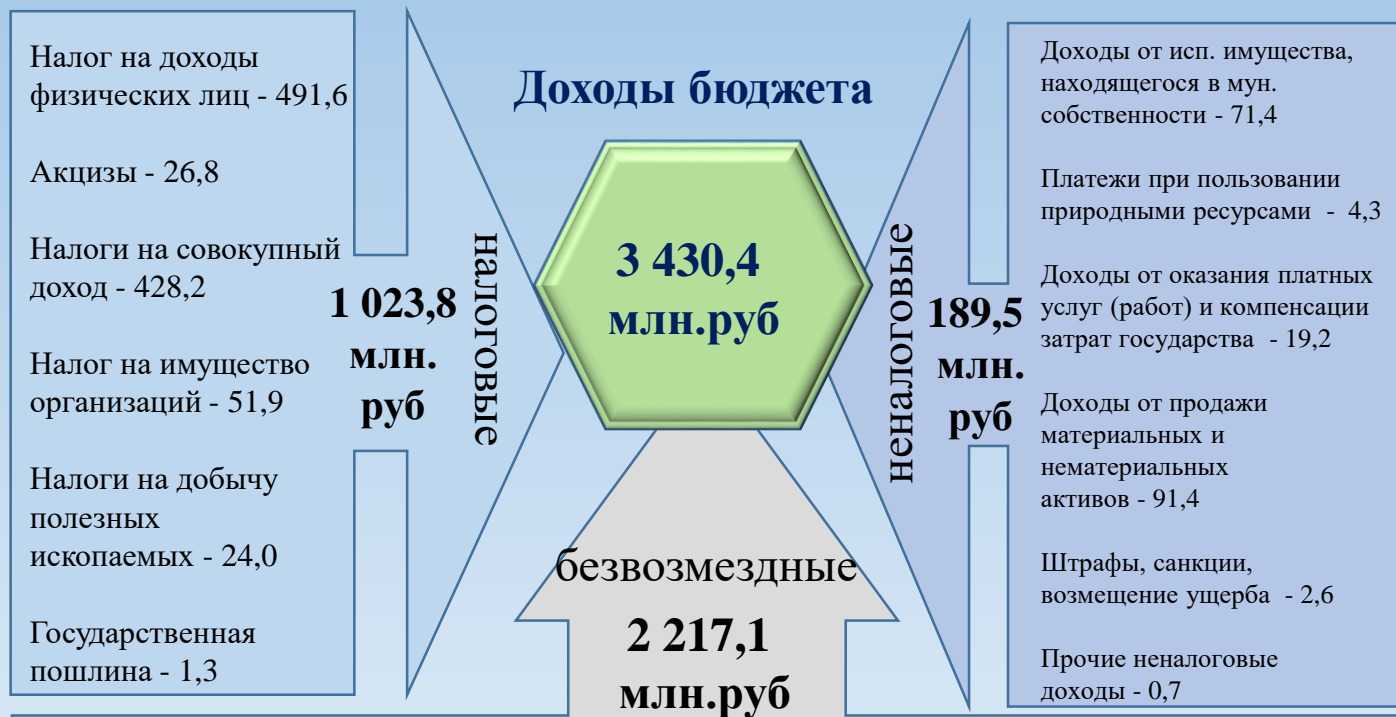 Доходы бюджета
Налог на доходы
физических лиц - 491,6
Акцизы - 26,8
Налоги на совокупный
доход - 428,2
Налог на имущество
организаций - 51,9
Налоги на добычу
полезных
ископаемых - 24,0
Государственная
пошлина - 1,3
1 023,8
млн.
руб
налоговые
3 430,4
млн.руб
безвозмездные
2 217,1
млн.руб
неналоговые
189,5
млн.
руб
Доходы от исп. имущества,
находящегося в мун.
собственности - 71,4
Платежи при пользовании
природными ресурсами - 4,3
Доходы от оказания платных
услуг (работ) и компенсации
затрат государства - 19,2
Доходы от продажи
материальных и
нематериальных
активов - 91,4
Штрафы, санкции,
возмещение ущерба - 2,6
Прочие неналоговые
доходы - 0,7